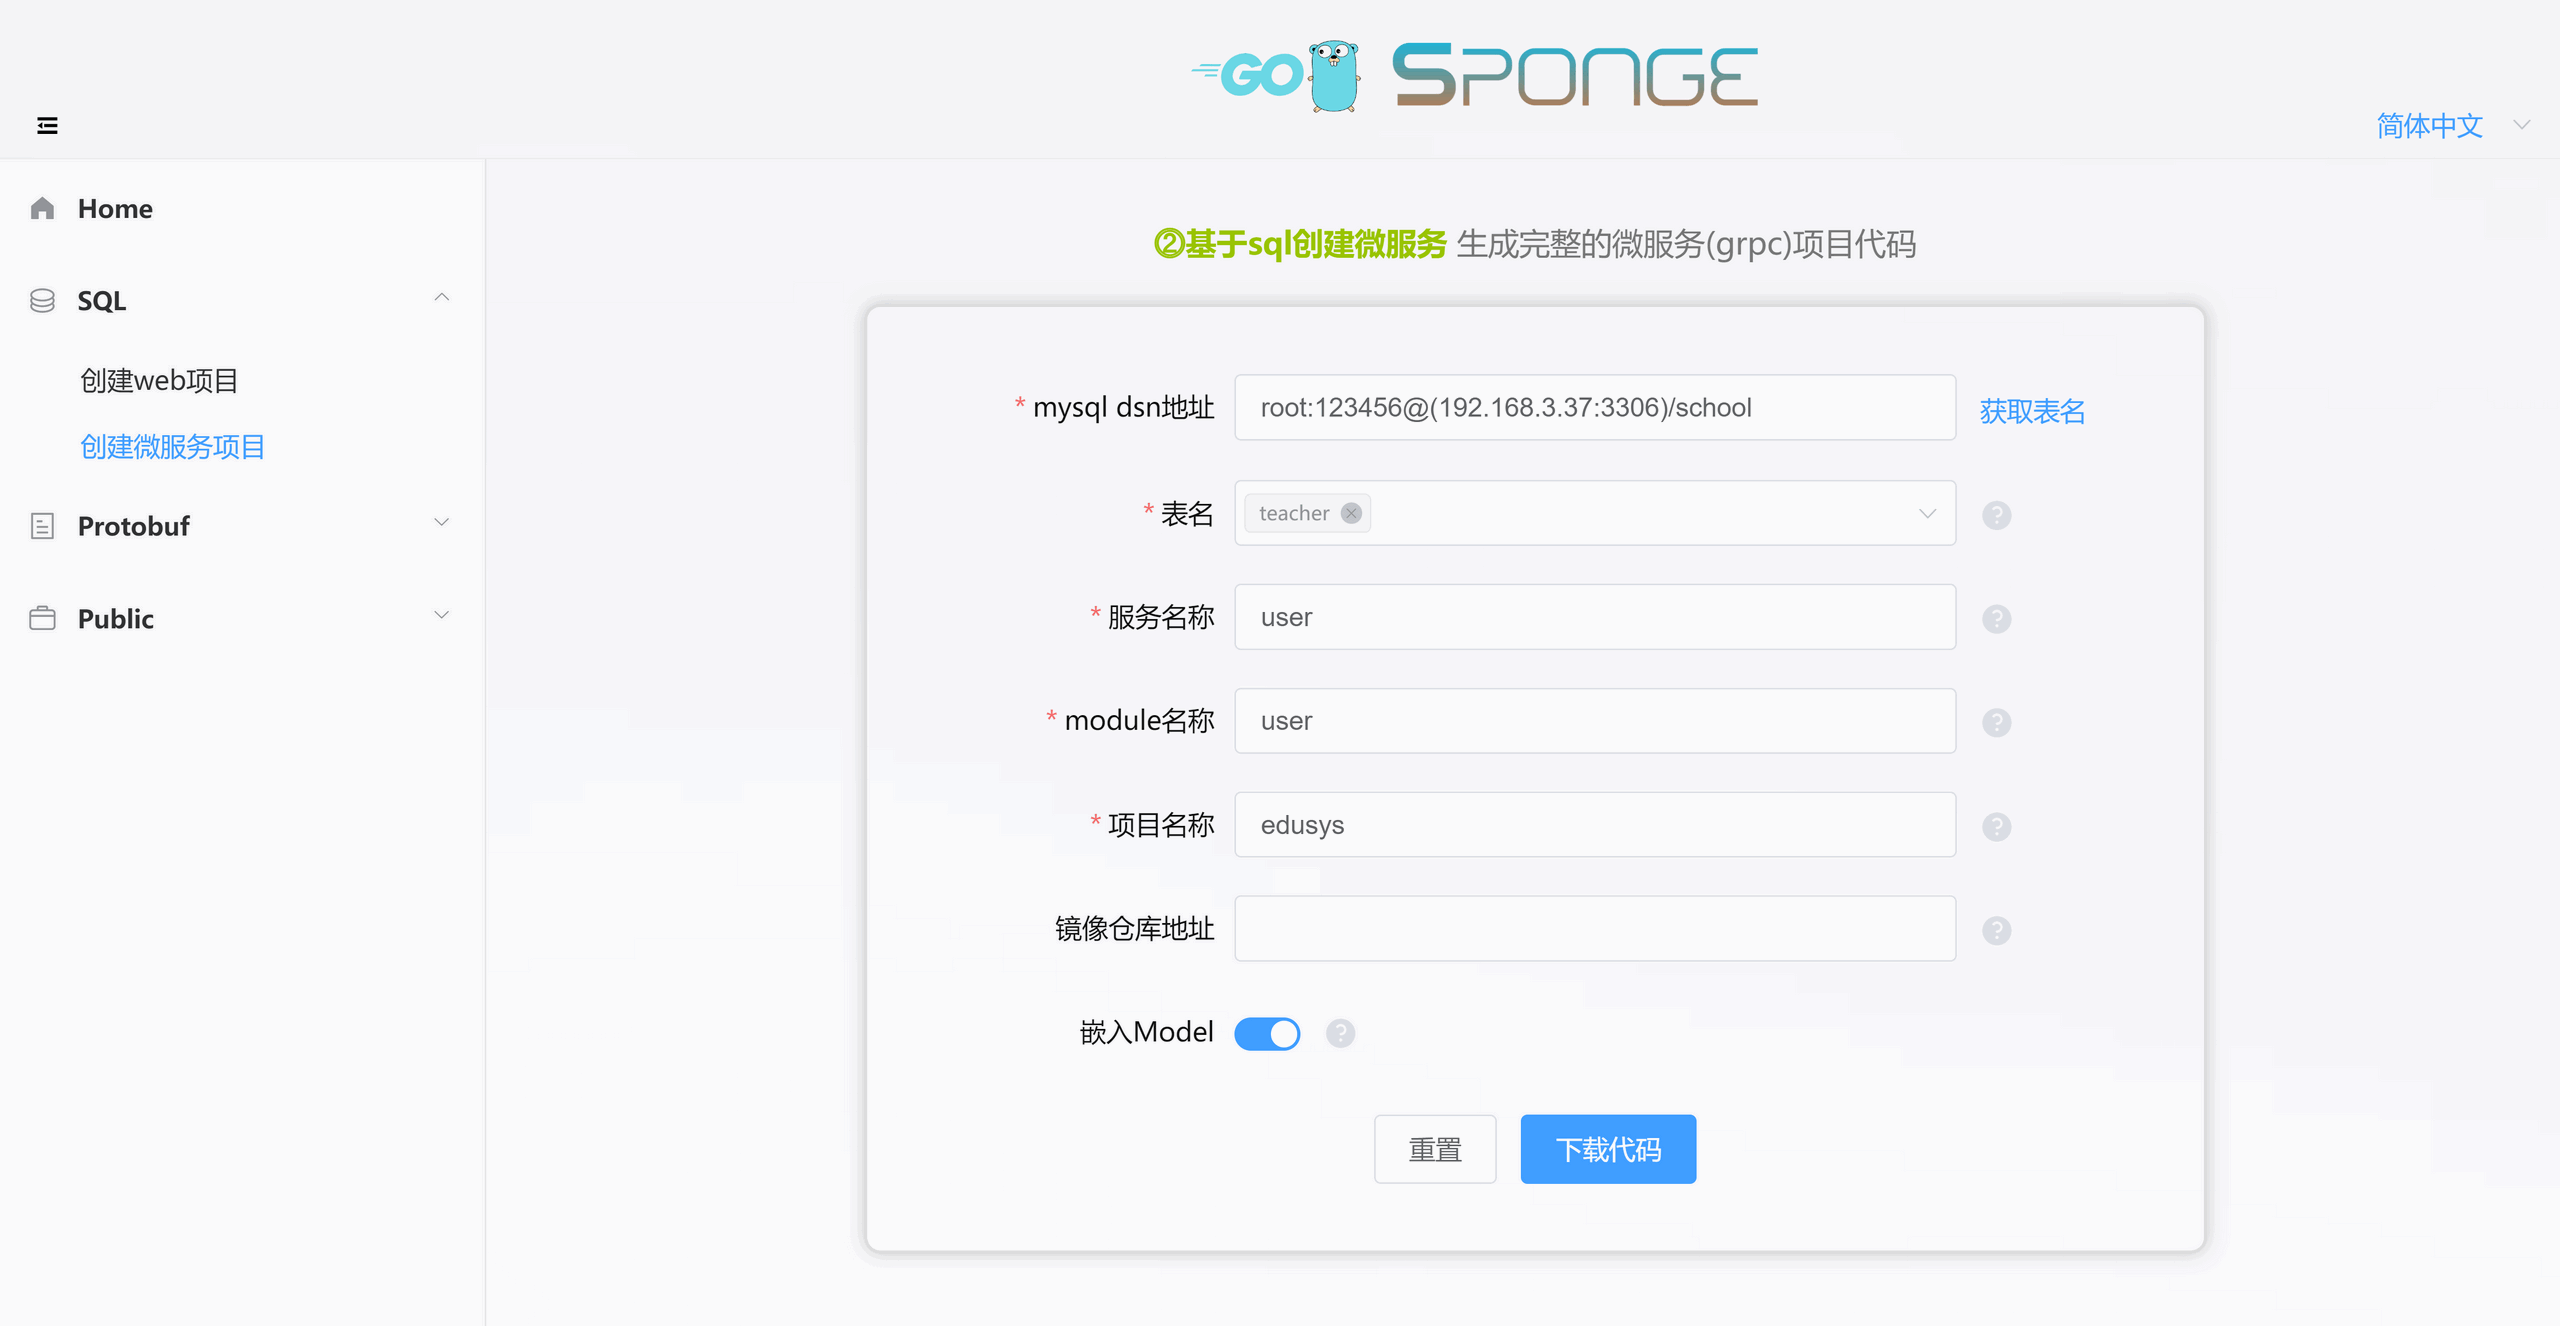 GO SPONGE
简体中文
Home
SQL
创建web项目
创建微服务项目
Protobuf
Public
②基于sql创建微服务 生成完整的微服务(grpc)项目代码
* mysql dsn地址 root:123456@(192.168.3.37:3306)/school 获取表名
* 表名 teacher ?
* 服务名称 user ?
* module名称 user ?
* 项目名称 edusys ?
镜像仓库地址 ?
嵌入Model ?
重置 下载代码